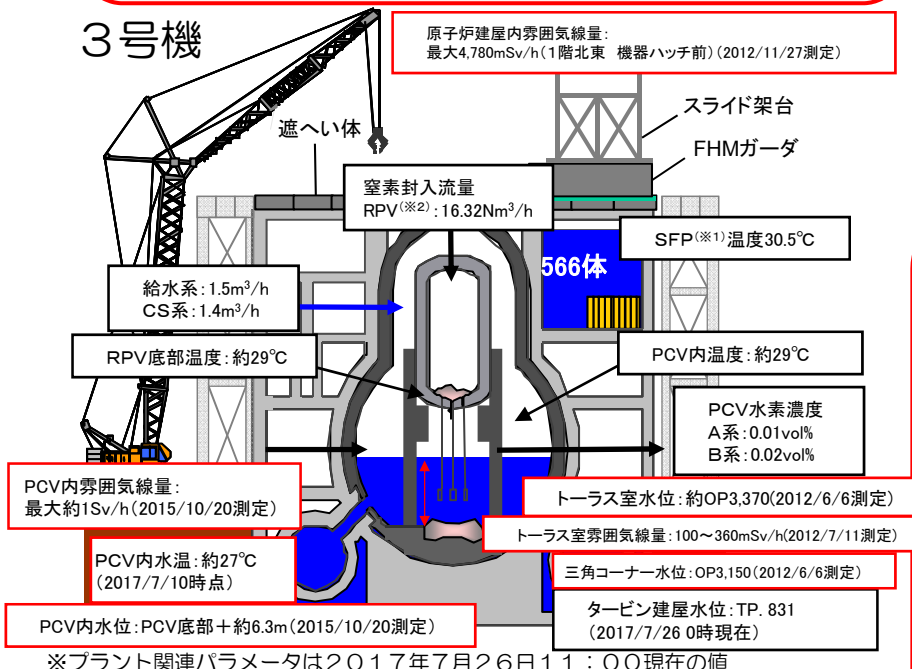 ３号機
原子炉建屋内雰囲気線量:
最大4,780mSv/h(１階北東　機器ハッチ前)(2012/11/27測定)
スライド架台
遮へい体
FHMガーダ
窒素封入流量
RPV(※2):16.32Nm³/h
SFP(※1)温度30.5℃
566体
給水系:1.5m³/h
CS系:1.4m³/h
RPV底部温度:約29℃
PCV内温度:約29℃
PCV水素濃度
A系:0.01vol%
B系:0.02vol%
PCV内雰囲気線量:
最大約1Sv/h(2015/10/20測定)
トーラス室水位:約OP3,370(2012/6/6測定)
トーラス室雰囲気線量:100～360mSv/h(2012/7/11測定)
PCV内水温:約27℃
(2017/7/10時点)
三角コーナー水位:OP3,150(2012/6/6測定)
タービン建屋水位:TP. 831
(2017/7/26 0時現在)
PCV内水位:PCV底部＋約6.3m(2015/10/20測定)
※プラント関連パラメータは２０１７年７月２６日１１：００現在の値